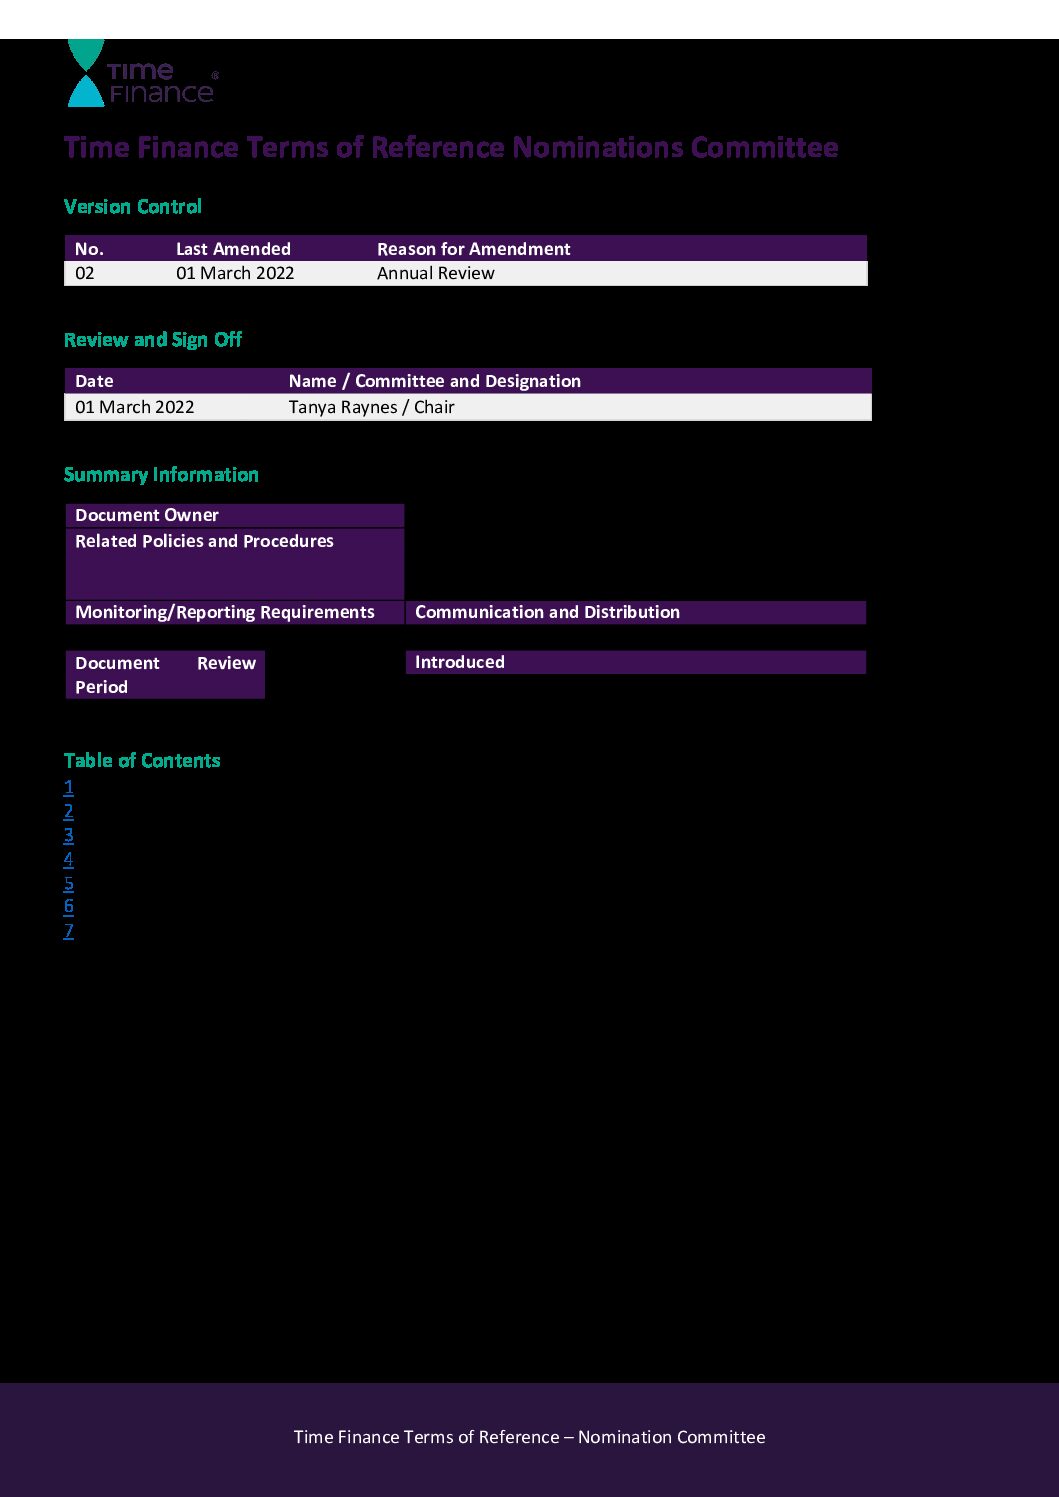 TIme
FInance®
Time Finance Terms of Reference Nominations Committee
Version Control
No. Last Amended Reason for Amendment
02 01 March 2022 Annual Review
Review and Sign Off
Date Name / Committee and Designation
01 March 2022 Tanya Raynes / Chair
Summary Information
Document Owner
Related Policies and Procedures
Monitoring/Reporting Requirements Communication and Distribution
Document Review Introduced
Period
Table of Contents
1
2
3
4
5
6
7
Time Finance Terms of Reference – Nomination Committee